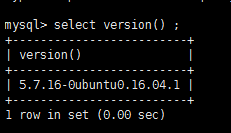 mysql> select version() ;
+-------------------------+
| version()               |
+-------------------------+
| 5.7.16-0ubuntu0.16.04.1 |
+-------------------------+
1 row in set (0.00 sec)